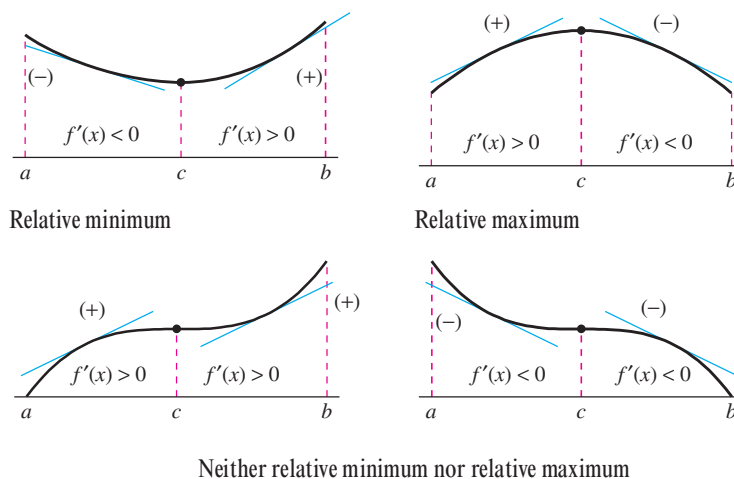 (−) (+)
f′(x) < 0 f′(x) > 0
a c b
Relative minimum
(+) (−)
f′(x) > 0 f′(x) < 0
a c b
Relative maximum
(+) (+)
f′(x) > 0 f′(x) > 0
a c b
(−) (−)
f′(x) < 0 f′(x) < 0
a c b
Neither relative minimum nor relative maximum